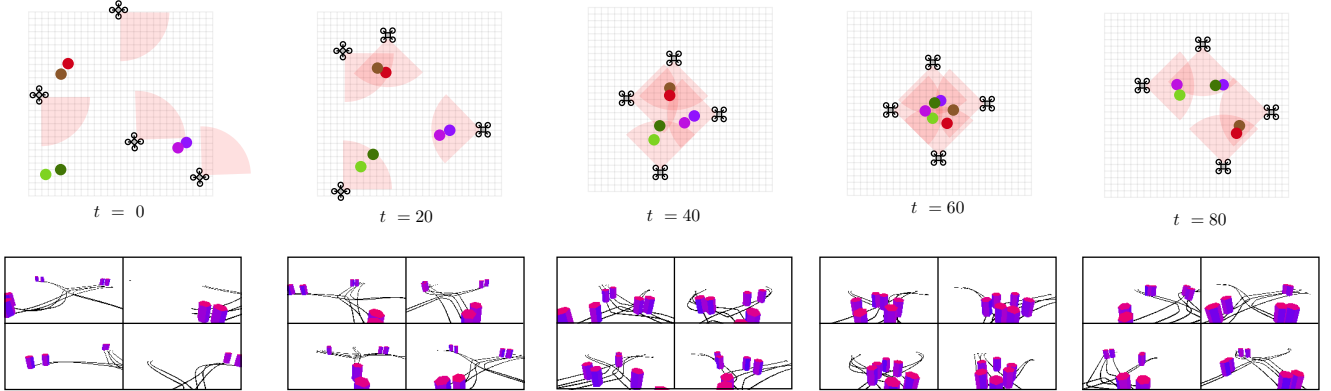 t = 0
t = 20
t = 40
t = 60
t = 80